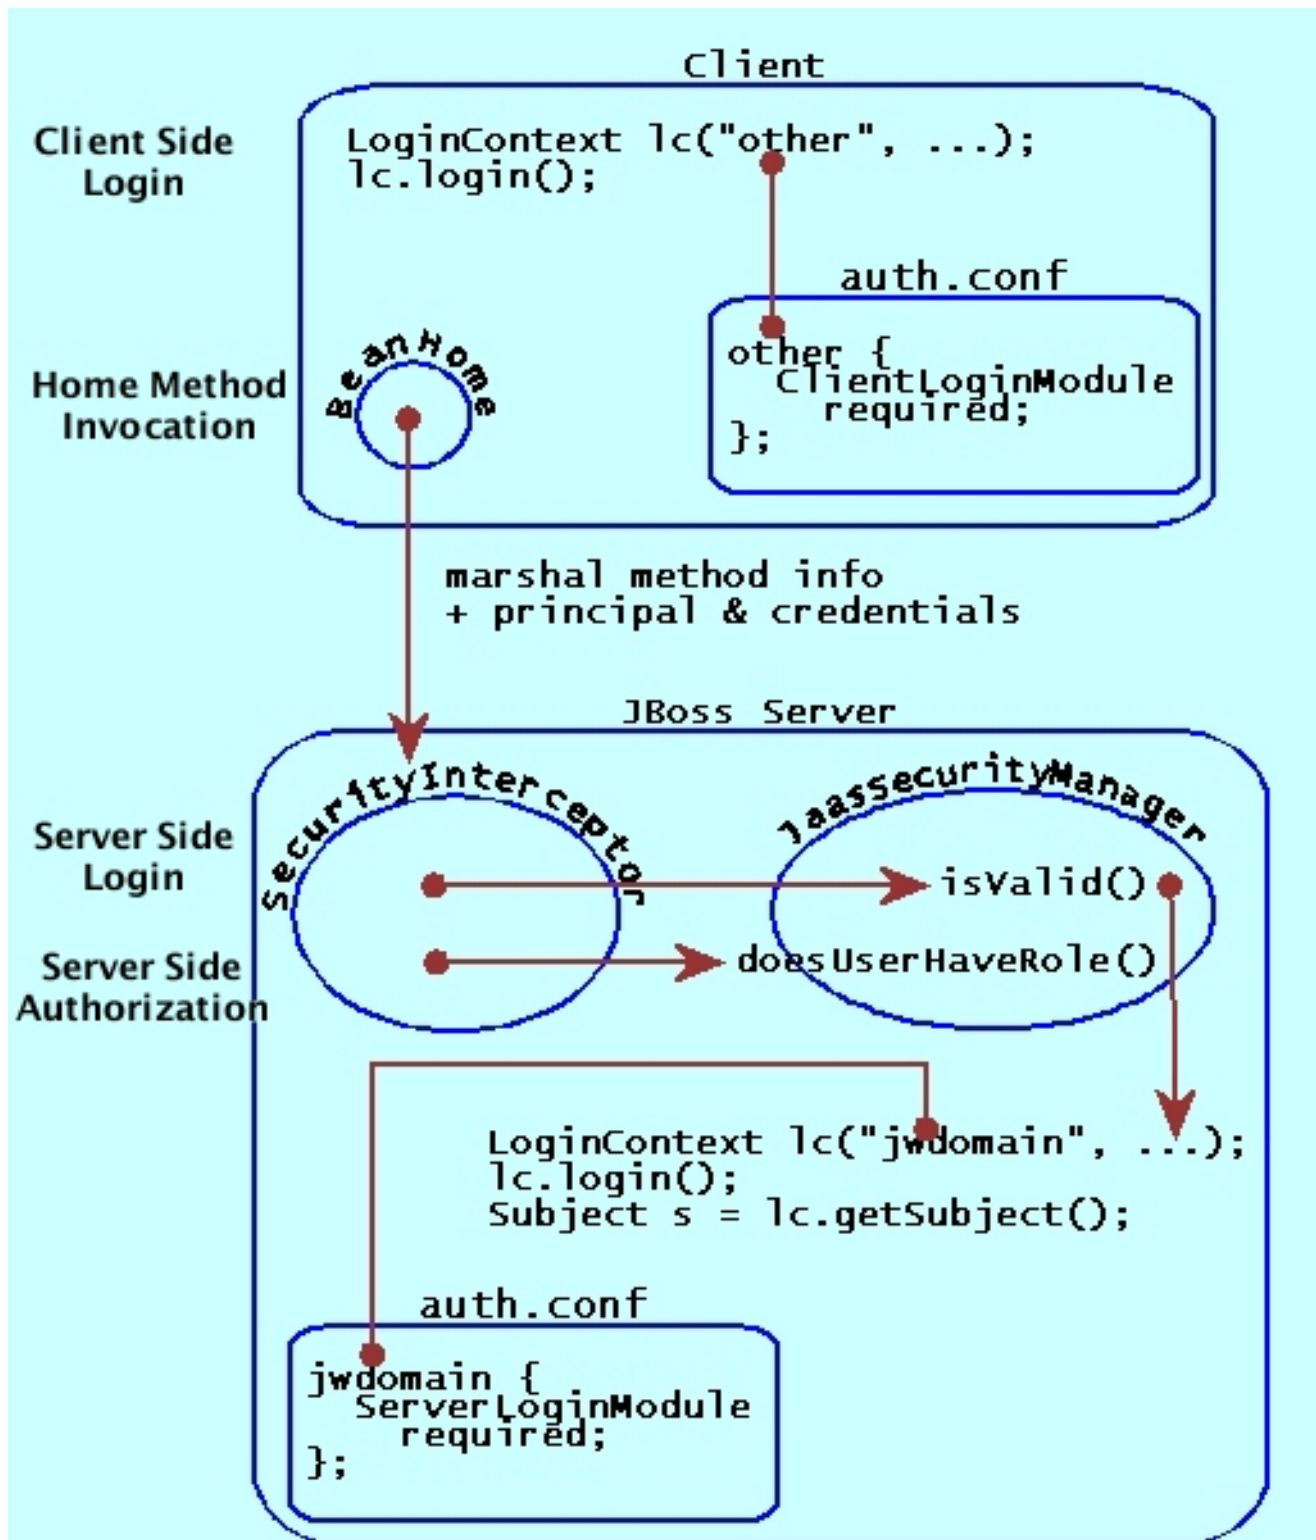 Client
Client Side
Login
LoginContext lc("other", ...);
lc.login();
auth.conf
other {
ClientLoginModule
required;
};
Home Method
Invocation
BeanHome
marshal method info
+ principal & credentials
JBoss Server
SecurityInterceptor
JaassecurityManager
Server Side
Login
isValid()
Server Side
Authorization
doesUserHaveRole()
LoginContext lc("jwdomain", ...);
lc.login();
Subject s = lc.getSubject();
auth.conf
jwdomain {
ServerLoginModule
required;
};